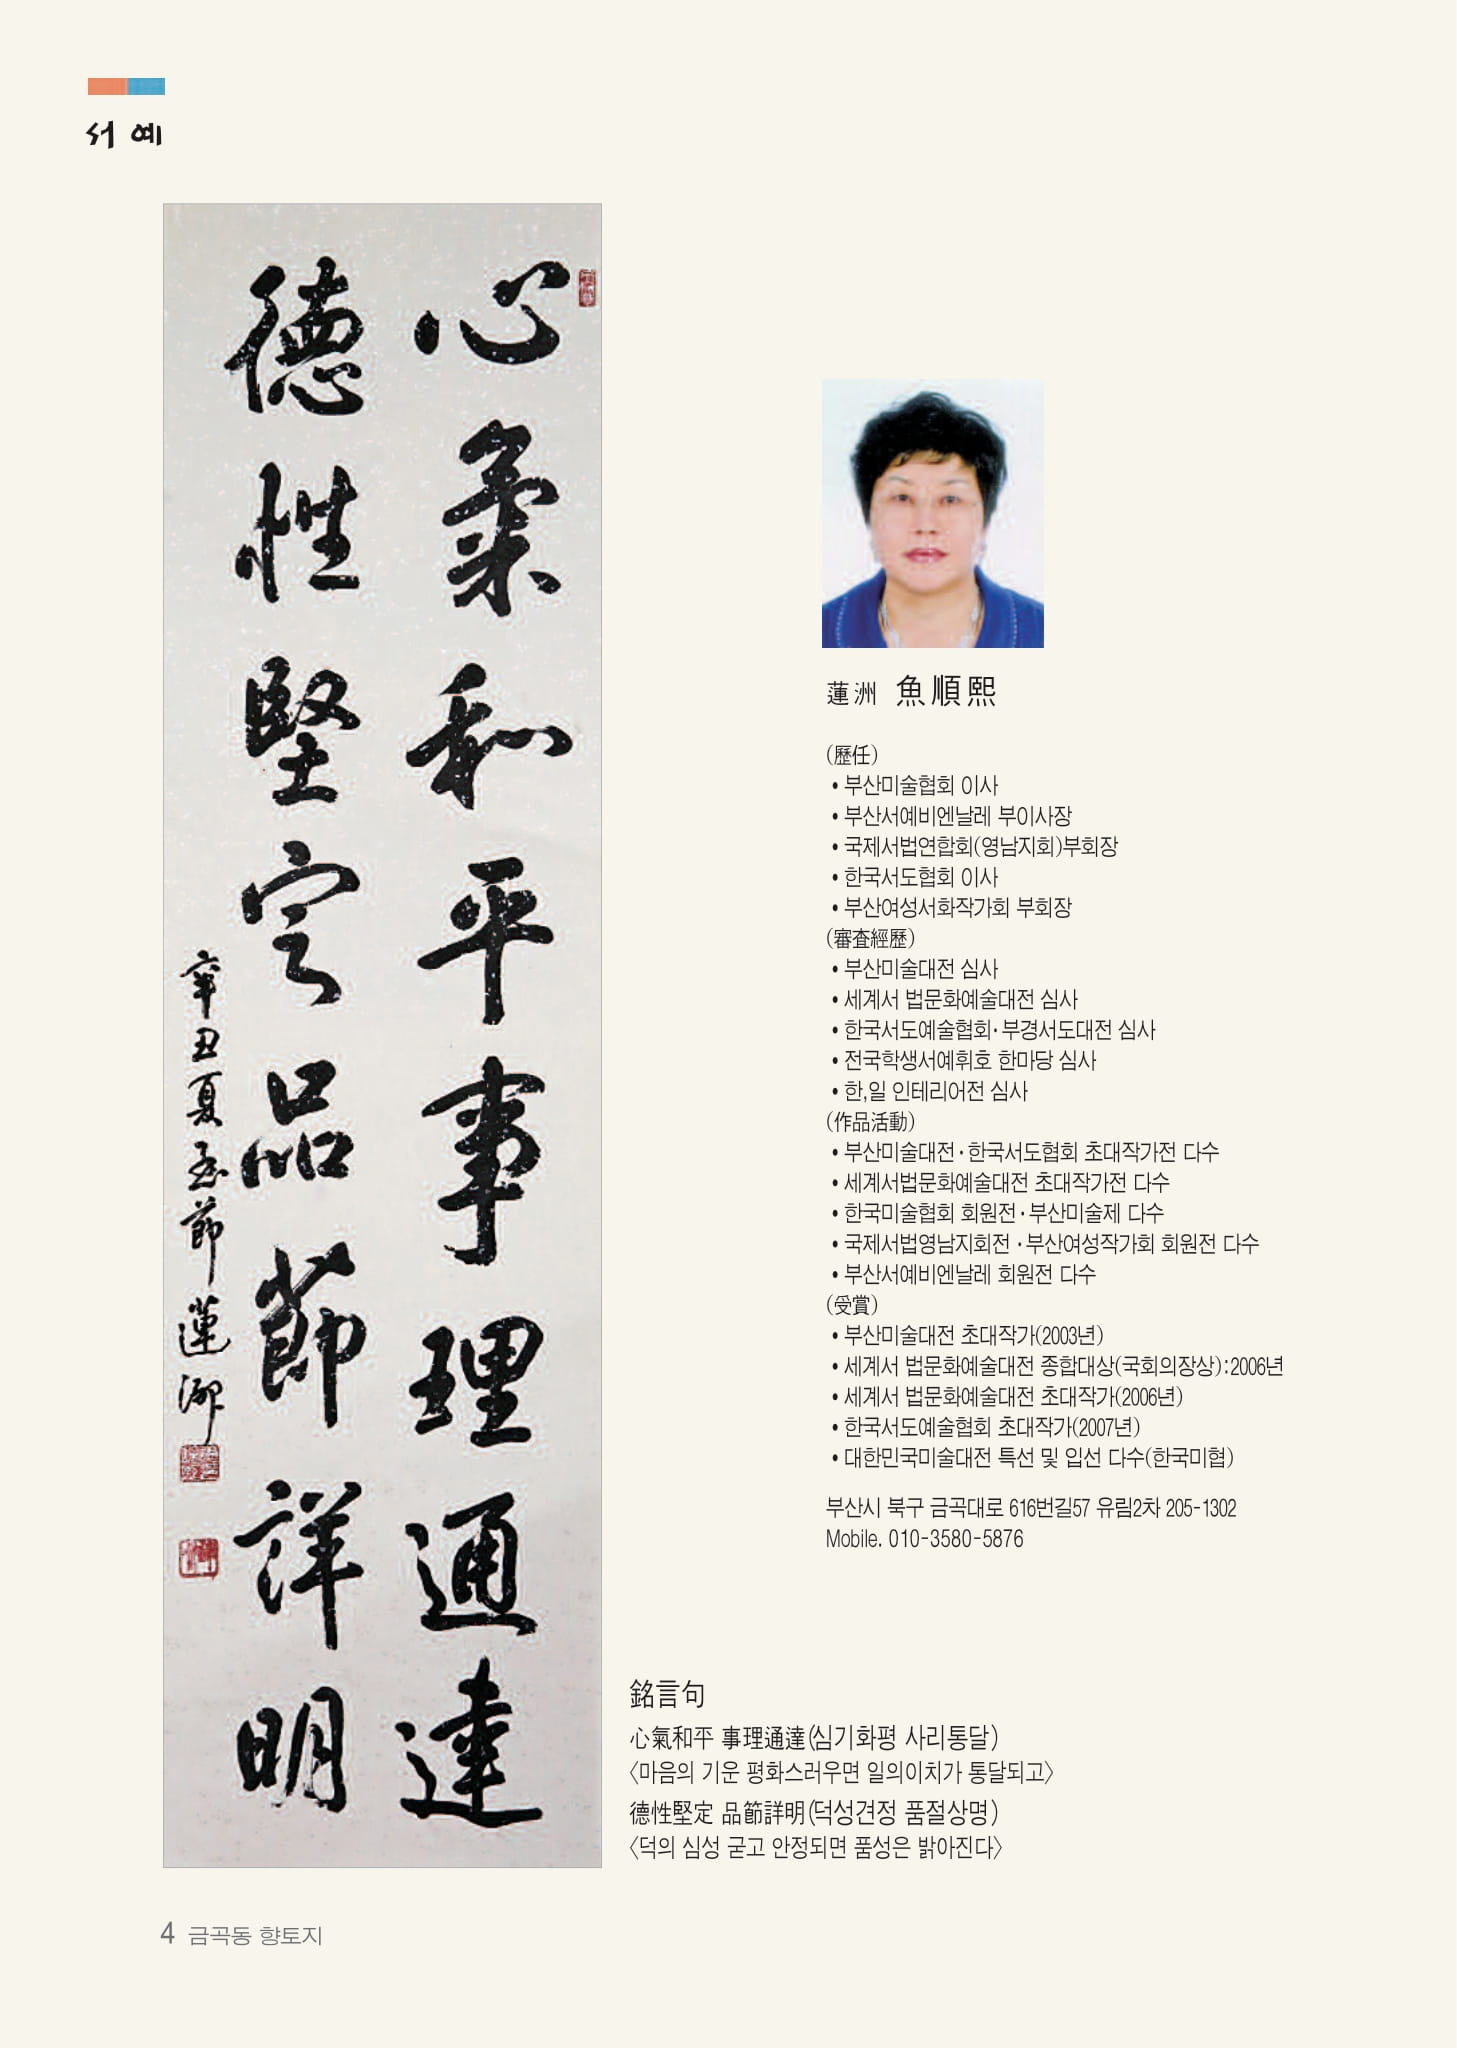 서 예
心氣和平事理通達
德性堅定品節詳明
辛丑夏至節 蓮洲
蓮洲 魚順熙
(歷任)
• 부산미술협회 이사
• 부산서예비엔날레 부이사장
• 국제서법연합회(영남지회)부회장
• 한국서도협회 이사
• 부산여성서화작가회 부회장
(審査經歷)
• 부산미술대전 심사
• 세계서 법문화예술대전 심사
• 한국서도예술협회·부경서도대전 심사
• 전국학생서예휘호 한마당 심사
• 한,일 인테리어전 심사
(作品活動)
• 부산미술대전·한국서도협회 초대작가전 다수
• 세계서법문화예술대전 초대작가전 다수
• 한국미술협회 회원전·부산미술제 다수
• 국제서법영남지회전 ·부산여성작가회 회원전 다수
• 부산서예비엔날레 회원전 다수
(受賞)
• 부산미술대전 초대작가(2003년)
• 세계서 법문화예술대전 종합대상(국회의장상):2006년
• 세계서 법문화예술대전 초대작가(2006년)
• 한국서도예술협회 초대작가(2007년)
• 대한민국미술대전 특선 및 입선 다수(한국미협)
부산시 북구 금곡대로 616번길57 유림2차 205-1302
Mobile. 010-3580-5876
銘言句
心氣和平 事理通達(심기화평 사리통달)
〈마음의 기운 평화스러우면 일의이치가 통달되고〉
德性堅定 品節詳明(덕성견정 품절상명)
〈덕의 심성 굳고 안정되면 품성은 밝아진다〉
4 금곡동 향토지